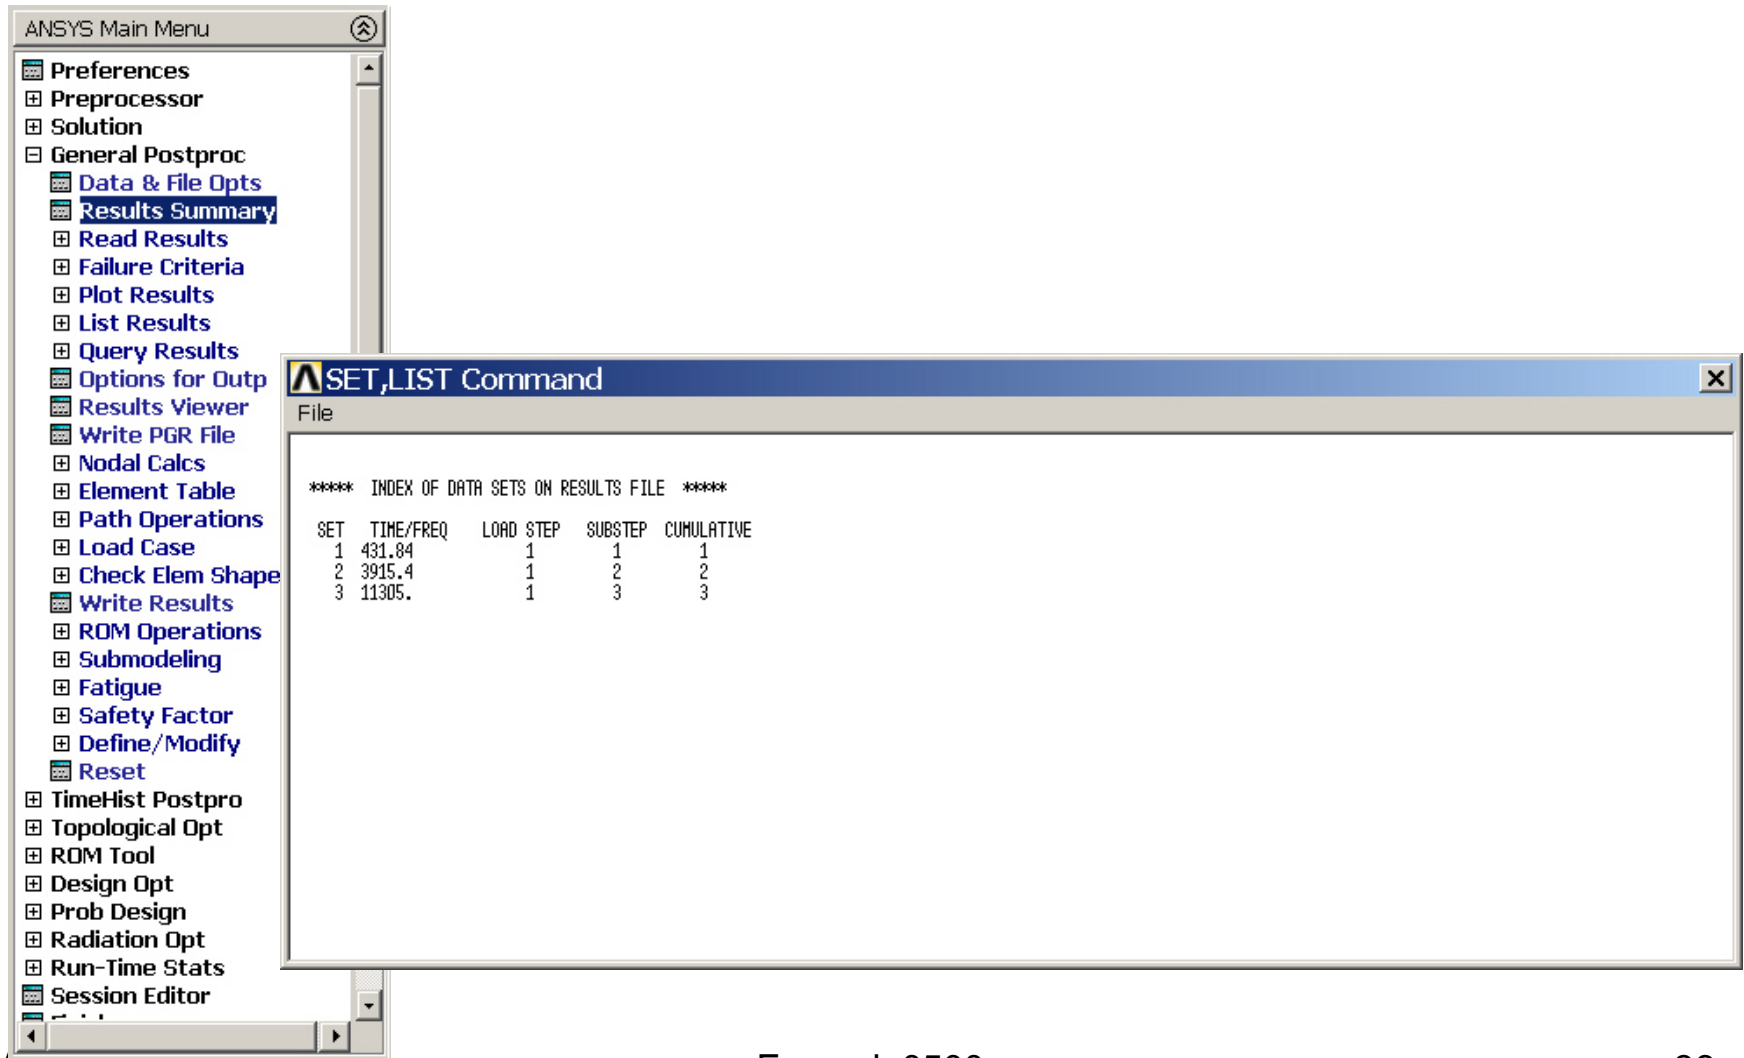 ANSYS Main Menu
Preferences
Preprocessor
Solution
General Postproc
Data & File Opts
Results Summary
Read Results
Failure Criteria
Plot Results
List Results
Query Results
Options for Outp
Results Viewer
Write PGR File
Nodal Calcs
Element Table
Path Operations
Load Case
Check Elem Shape
Write Results
ROM Operations
Submodeling
Fatigue
Safety Factor
Define/Modify
Reset
TimeHist Postpro
Topological Opt
ROM Tool
Design Opt
Prob Design
Radiation Opt
Run-Time Stats
Session Editor
SET,LIST Command
File
***** INDEX OF DATA SETS ON RESULTS FILE *****
SET TIME/FREQ LOAD STEP SUBSTEP CUMULATIVE
1 431.84 1 1 1
2 3915.4 1 2 2
3 11305. 1 3 3